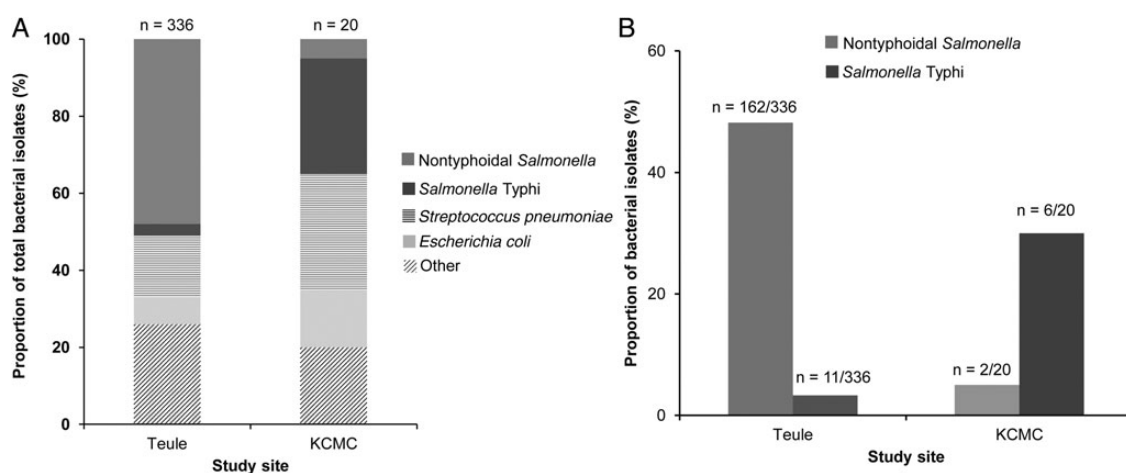 A
n = 336
n = 20
Proportion of total bacterial isolates (%)
100
80
60
40
20
0
Teule
KCMC
Study site
Nontyphoidal Salmonella
Salmonella Typhi
Streptococcus pneumoniae
Escherichia coli
Other
B
Nontyphoidal Salmonella
Salmonella Typhi
Proportion of bacterial isolates (%)
60
40
20
0
n = 162/336
n = 11/336
n = 2/20
n = 6/20
Teule
KCMC
Study site